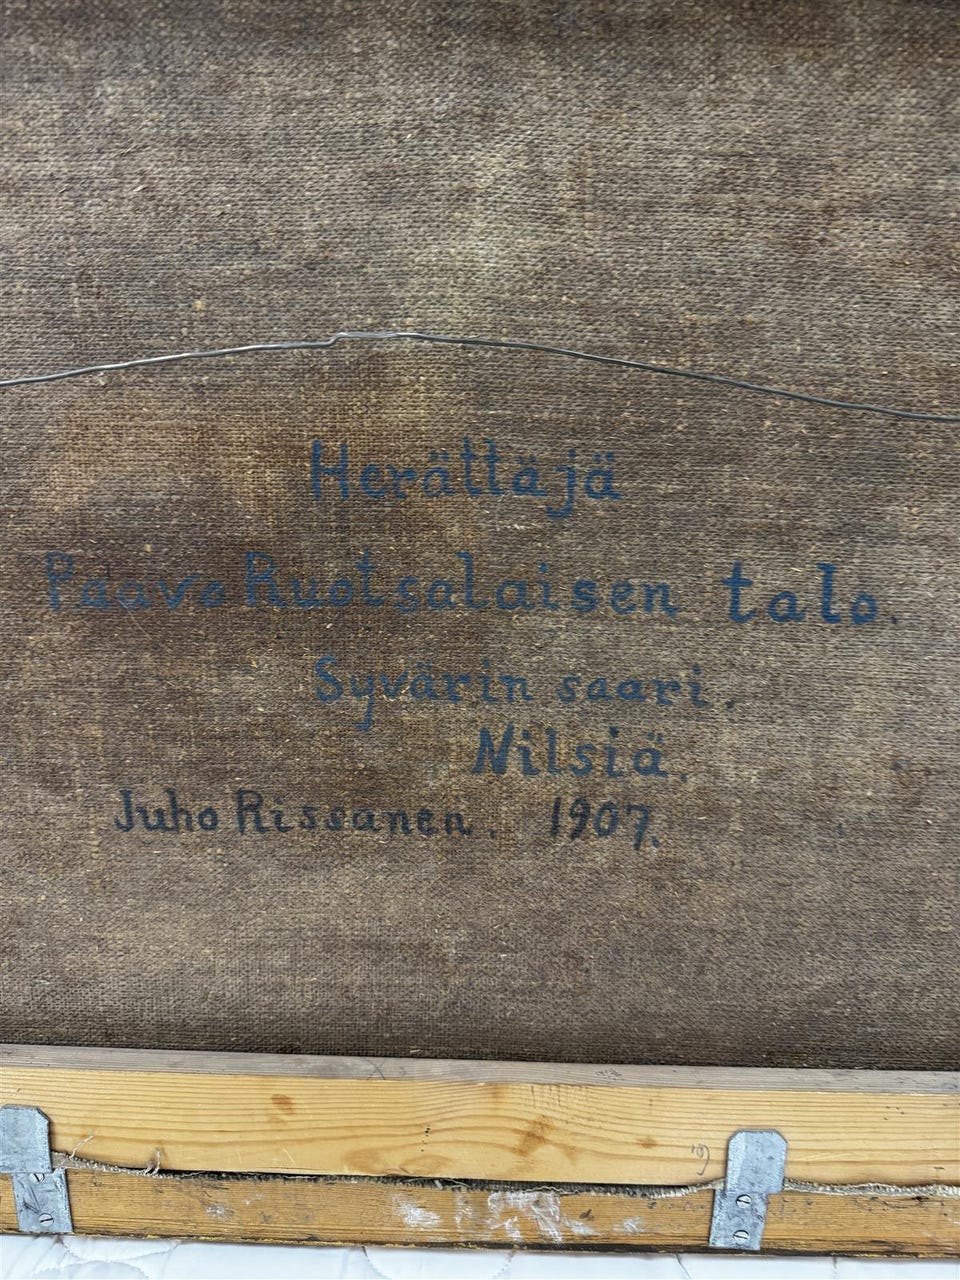 Herättäjä
Paavo Ruotsalaisen talo.
Syvärin saari.
Nilsiä.
Juho Rissanen. 1907.